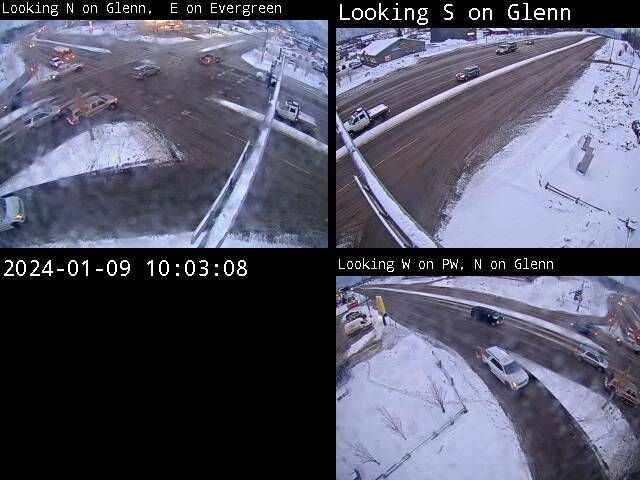 Looking N on Glenn, E on Evergreen
Looking S on Glenn
2024-01-09 10:03:08
Looking W on PW, N on Glenn